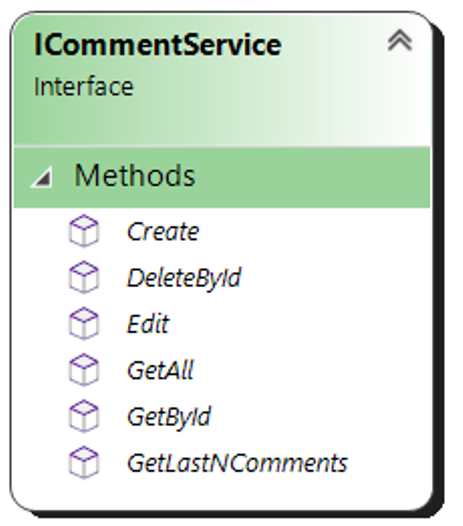 ICommentService
Interface
Methods
Create
DeleteById
Edit
GetAll
GetById
GetLastNComments